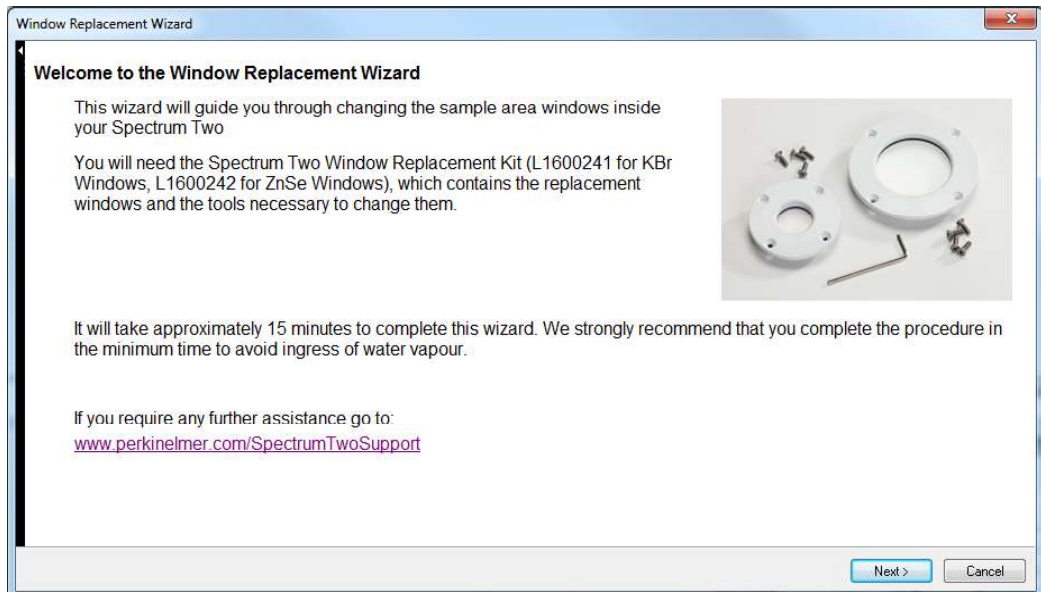 Window Replacement Wizard
Welcome to the Window Replacement Wizard
This wizard will guide you through changing the sample area windows inside
your Spectrum Two
You will need the Spectrum Two Window Replacement Kit (L1600241 for KBr
Windows, L1600242 for ZnSe Windows), which contains the replacement
windows and the tools necessary to change them.
It will take approximately 15 minutes to complete this wizard. We strongly recommend that you complete the procedure in
the minimum time to avoid ingress of water vapour.
If you require any further assistance go to:
www.perkinelmer.com/SpectrumTwoSupport
Next >
Cancel